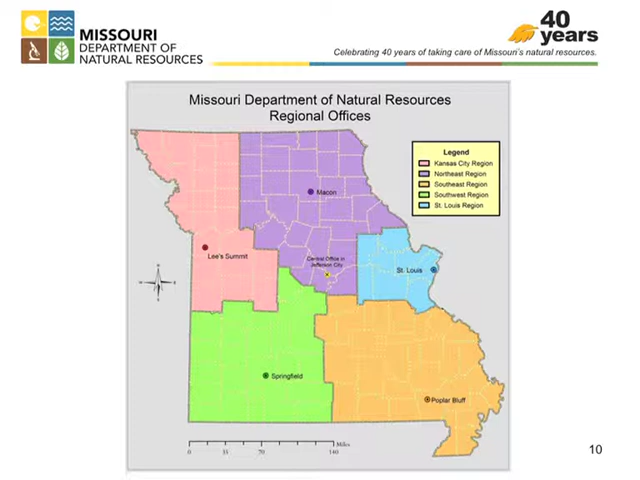 MISSOURI
DEPARTMENT OF
NATURAL RESOURCES
40
years
Celebrating 40 years of taking care of Missouri's natural resources.
Missouri Department of Natural Resources
Regional Offices
Legend
Kansas City Region
Northeast Region
Southeast Region
Southwest Region
St. Louis Region
Macon
Lee's Summit
Central Office in
Jefferson City
St. Louis
N
Springfield
Poplar Bluff
Miles
0 35 70 140
10